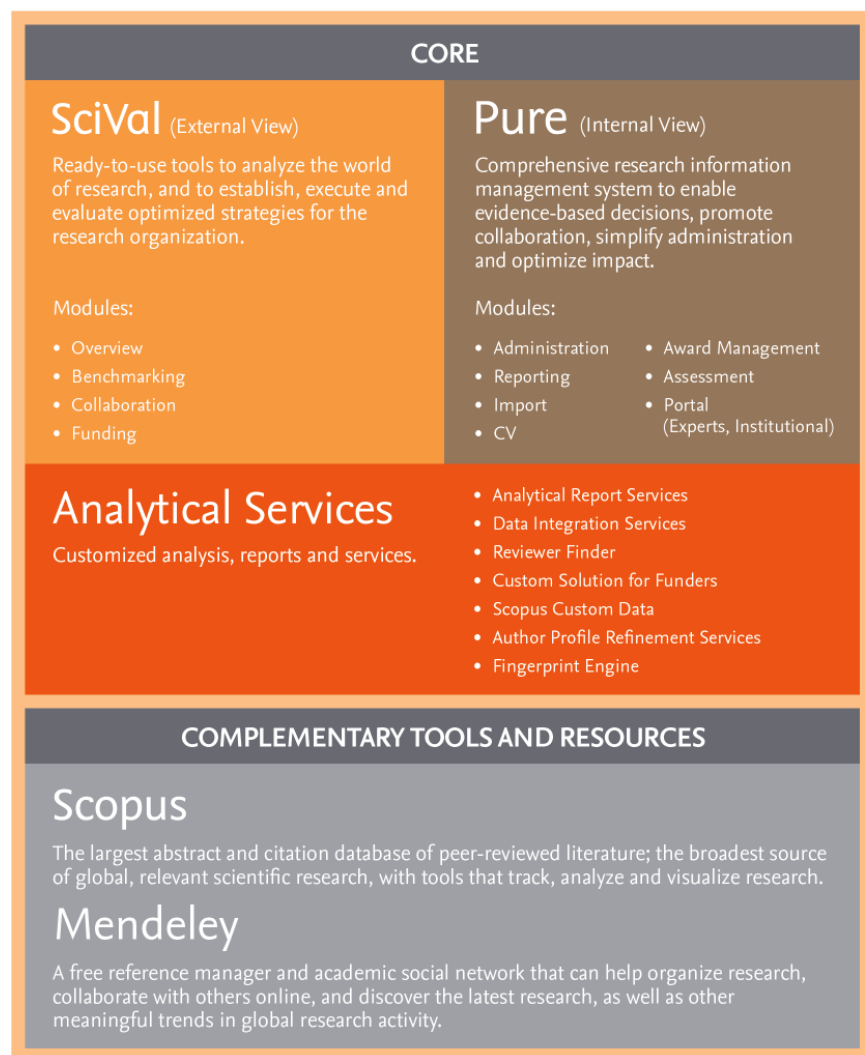 CORE
SciVal (External View)
Ready-to-use tools to analyze the world
of research, and to establish, execute and
evaluate optimized strategies for the
research organization.
Modules:
• Overview
• Benchmarking
• Collaboration
• Funding
Pure (Internal View)
Comprehensive research information
management system to enable
evidence-based decisions, promote
collaboration, simplify administration
and optimize impact.
Modules:
• Administration
• Reporting
• Import
• CV
• Award Management
• Assessment
• Portal
(Experts, Institutional)
Analytical Services
Customized analysis, reports and services.
• Analytical Report Services
• Data Integration Services
• Reviewer Finder
• Custom Solution for Funders
• Scopus Custom Data
• Author Profile Refinement Services
• Fingerprint Engine
COMPLEMENTARY TOOLS AND RESOURCES
Scopus
The largest abstract and citation database of peer-reviewed literature; the broadest source
of global, relevant scientific research, with tools that track, analyze and visualize research.
Mendeley
A free reference manager and academic social network that can help organize research,
collaborate with others online, and discover the latest research, as well as other
meaningful trends in global research activity.